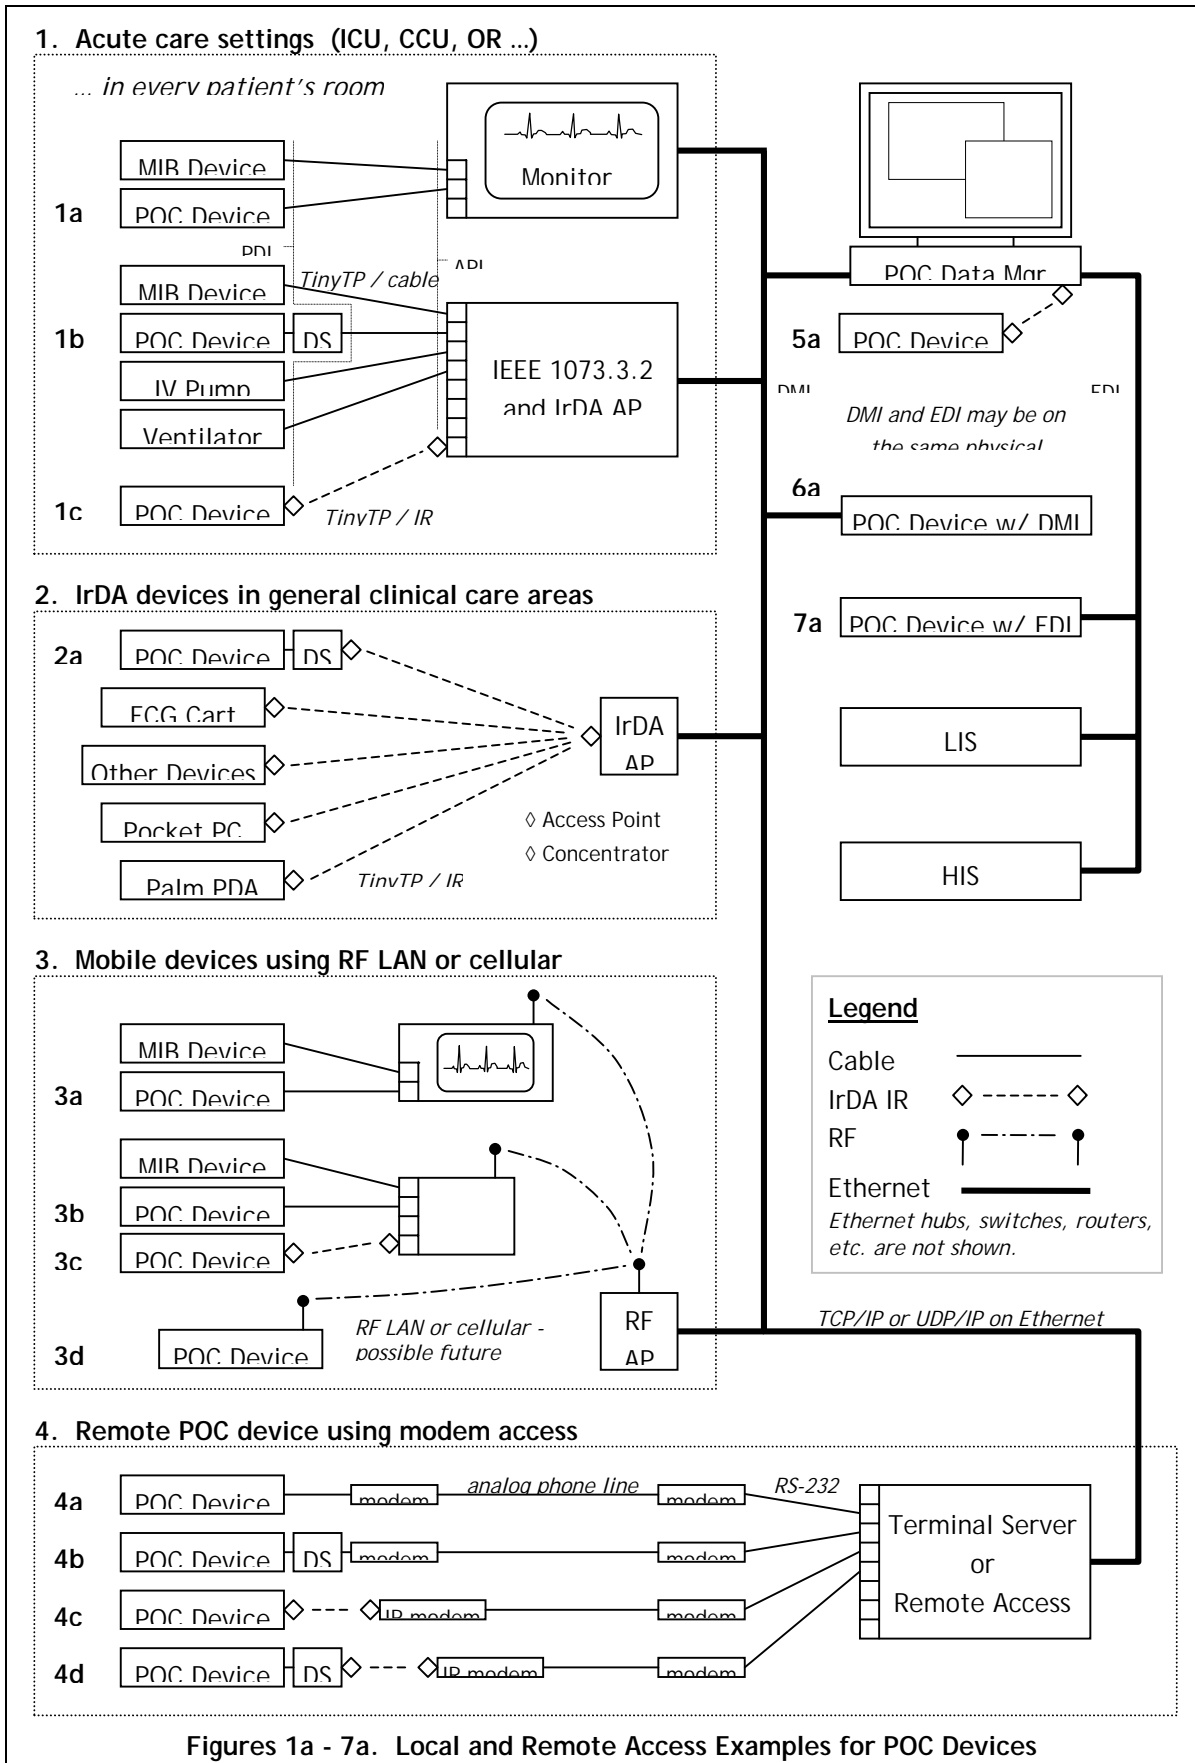 1. Acute care settings (ICU, CCU, OR ...)
... in every patient's room
MIB Device
1a
POC Device
Monitor
PDI
API
TinyTP / cable
MIB Device
1b
POC Device
DS
IV Pump
Ventilator
IEEE 1073.3.2
and IrDA AP
1c
POC Device
TinyTP / IR
POC Data Mgr
5a
POC Device
DMI
EDI
DMI and EDI may be on
the same physical
6a
POC Device w/ DMI
7a
POC Device w/ EDI
LIS
HIS
2. IrDA devices in general clinical care areas
2a
POC Device
DS
ECG Cart
Other Devices
Pocket PC
Palm PDA
TinyTP / IR
IrDA
AP
◊ Access Point
◊ Concentrator
3. Mobile devices using RF LAN or cellular
MIB Device
3a
POC Device
MIB Device
3b
POC Device
3c
POC Device
3d
POC Device
RF LAN or cellular -
possible future
RF
AP
Legend
Cable
IrDA IR
RF
Ethernet
Ethernet hubs, switches, routers,
etc. are not shown.
TCP/IP or UDP/IP on Ethernet
4. Remote POC device using modem access
4a
POC Device
modem
analog phone line
modem
RS-232
4b
POC Device
DS
modem
modem
4c
POC Device
IR modem
modem
4d
POC Device
DS
IR modem
modem
Terminal Server
or
Remote Access
Figures 1a - 7a. Local and Remote Access Examples for POC Devices